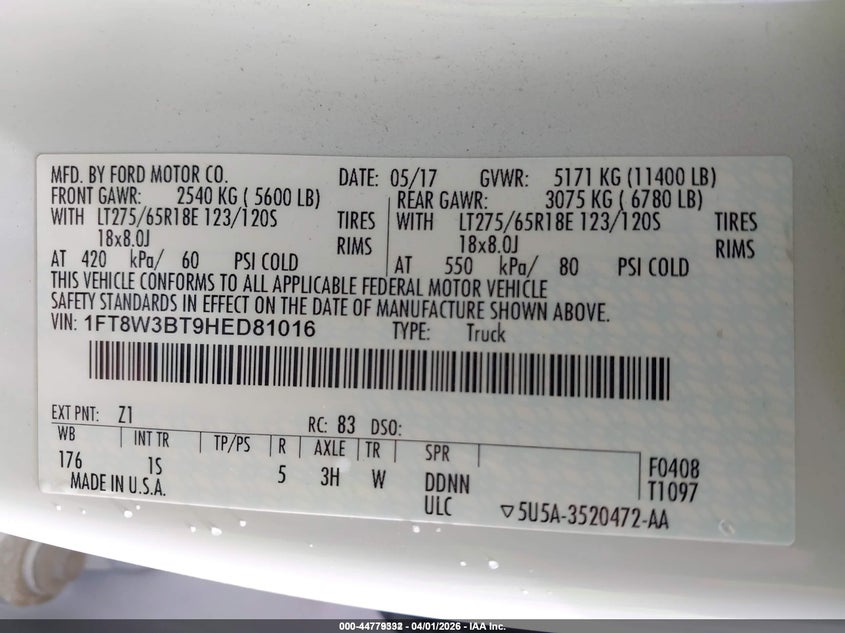 MFD. BY FORD MOTOR CO. DATE: 05/17 GVWR: 5171 KG (11400 LB)
FRONT GAWR: 2540 KG ( 5600 LB) REAR GAWR: 3075 KG ( 6780 LB)
WITH LT275/65R18E 123/120S TIRES WITH LT275/65R18E 123/120S TIRES
18x8.0J RIMS 18x8.0J RIMS
AT 420 kPa/ 60 PSI COLD AT 550 kPa/ 80 PSI COLD
THIS VEHICLE CONFORMS TO ALL APPLICABLE FEDERAL MOTOR VEHICLE
SAFETY STANDARDS IN EFFECT ON THE DATE OF MANUFACTURE SHOWN ABOVE.
VIN: 1FT8W3BT9HED81016 TYPE: Truck
EXT PNT: Z1 RC: 83 DSO:
WB INT TR TP/PS R AXLE TR SPR
176 1S 5 3H W DDNN F0408
MADE IN U.S.A. ULC T1097
▽5U5A-3520472-AA
000-44779332 - 04/01/2026 - IAA Inc.